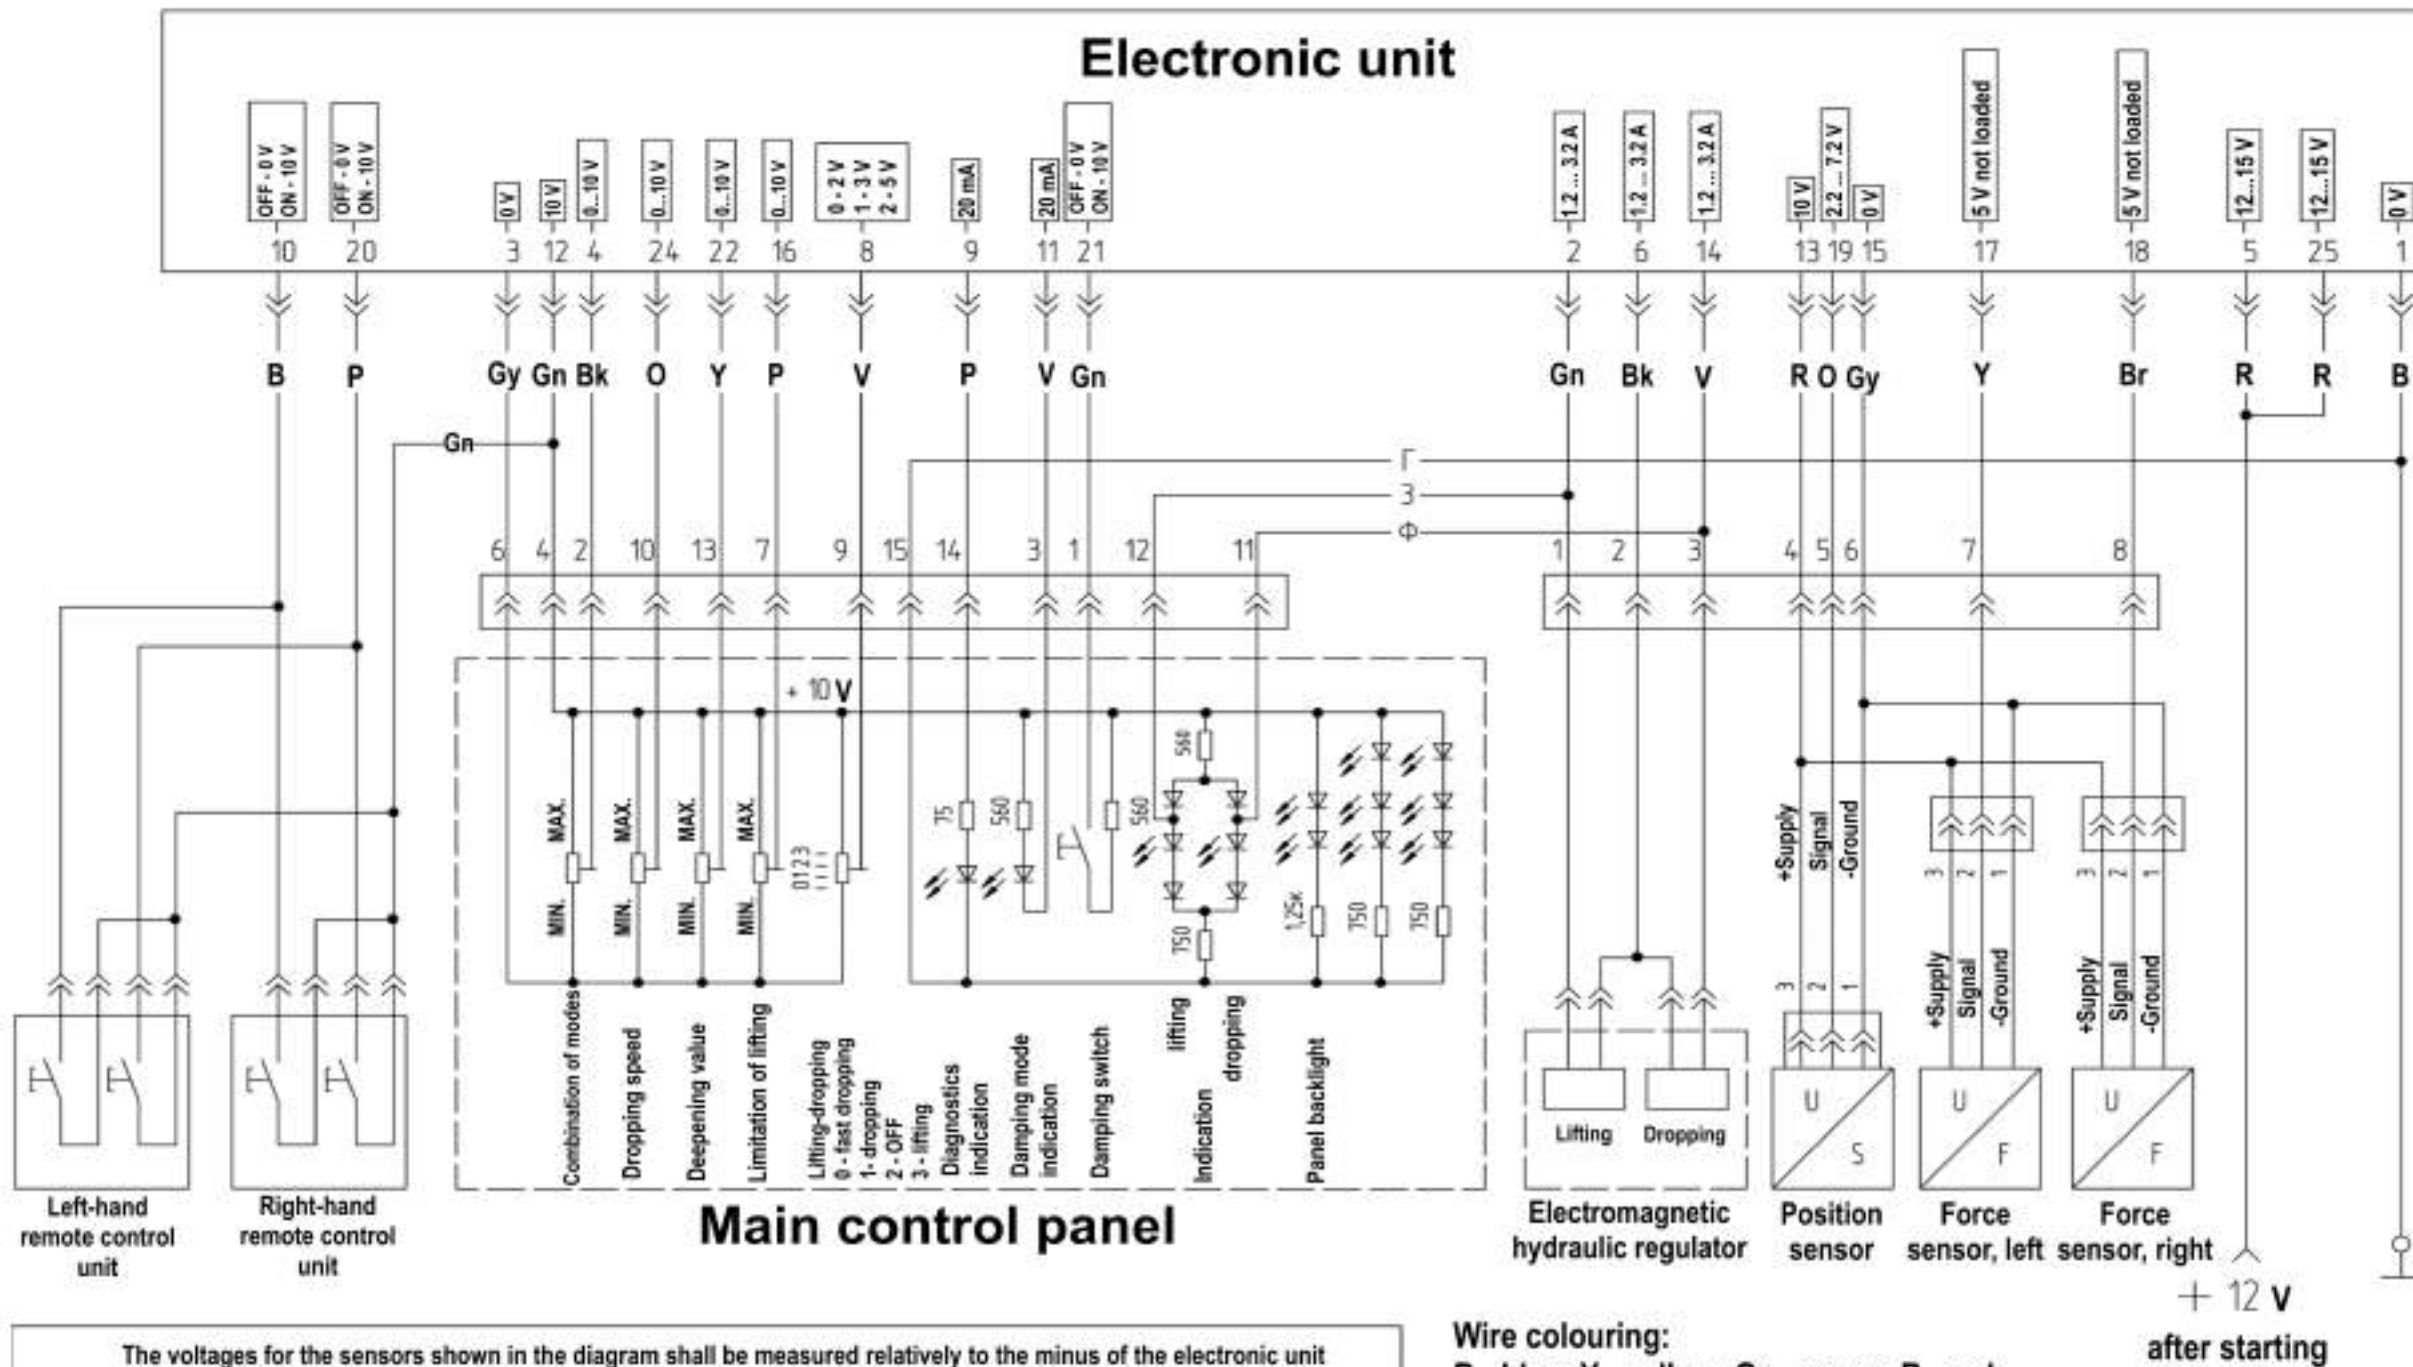 Electronic unit
OFF - 0 V
ON - 10 V
OFF - 0 V
ON - 10 V
0 V
10 V
0...10 V
0...10 V
0...10 V
0...10 V
0 - 2 V
1 - 3 V
2 - 5 V
20 mA
20 mA
OFF - 0 V
ON - 10 V
1.2 ... 3.2 A
1.2 ... 3.2 A
1.2 ... 3.2 A
10 V
2.2 ... 7.2 V
0 V
5 V not loaded
5 V not loaded
12...15 V
12...15 V
0 V
10 20 3 12 4 24 22 16 8 9 11 21 2 6 14 13 19 15 17 18 5 25 1
B P Gy Gn Bk O Y P V P V Gn Gn Bk V R O Gy Y Br R R B
Gn
Г
З
Ф
6 4 2 10 13 7 9 15 14 3 1 12 11 1 2 3 4 5 6 7 8
+ 10 V
MAX.
MIN.
MAX.
MIN.
MAX.
MIN.
MAX.
MIN.
0123
75
560
560
560
750
1,25к
750
750
Combination of modes
Dropping speed
Deepening value
Limitation of lifting
Lifting-dropping
0 - fast dropping
1- dropping
2 - OFF
3 - lifting
Diagnostics
indication
Damping mode
indication
Damping switch
Indication
lifting
dropping
Panel backlight
+Supply
Signal
-Ground
3 2 1
3 2 1
3 2 1
+Supply
Signal
-Ground
+Supply
Signal
-Ground
Lifting Dropping
U S
U F
U F
Left-hand
remote control
unit
Right-hand
remote control
unit
Main control panel
Electromagnetic
hydraulic regulator
Position
sensor
Force
sensor, left
Force
sensor, right
+ 12 V
after starting
The voltages for the sensors shown in the diagram shall be measured relatively to the minus of the electronic unit
Wire colouring: